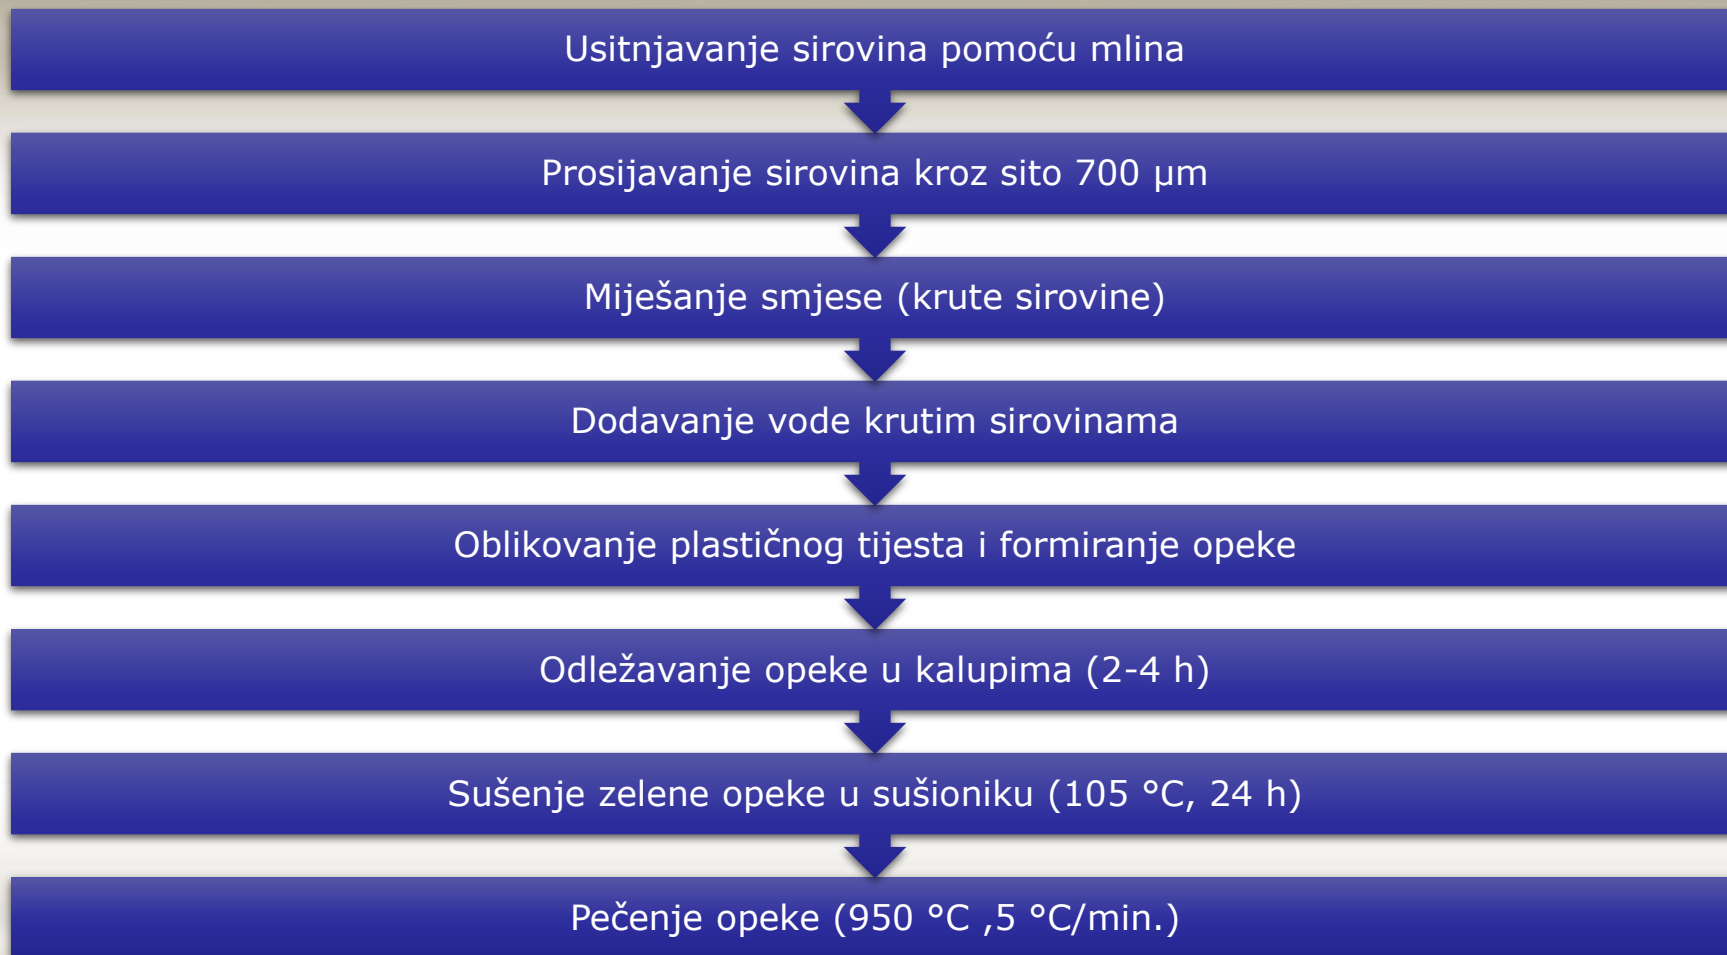 Usitnjavanje sirovina pomoću mlina
Prosijavanje sirovina kroz sito 700 µm
Miješanje smjese (krute sirovine)
Dodavanje vode krutim sirovinama
Oblikovanje plastičnog tijesta i formiranje opeke
Odležavanje opeke u kalupima (2-4 h)
Sušenje zelene opeke u sušioniku (105 °C, 24 h)
Pečenje opeke (950 °C ,5 °C/min.)